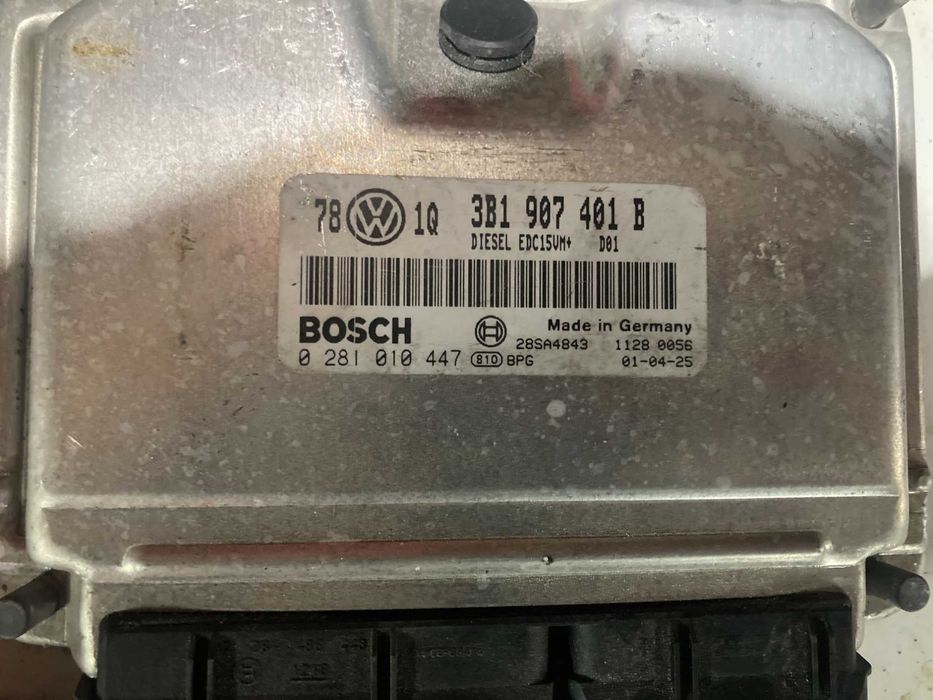 78 VW 1Q 3B1 907 401 B
DIESEL EDC15VM+ D01
BOSCH Made in Germany
28SA4843 1128 0056
0 281 010 447 810 BPG 01-04-25